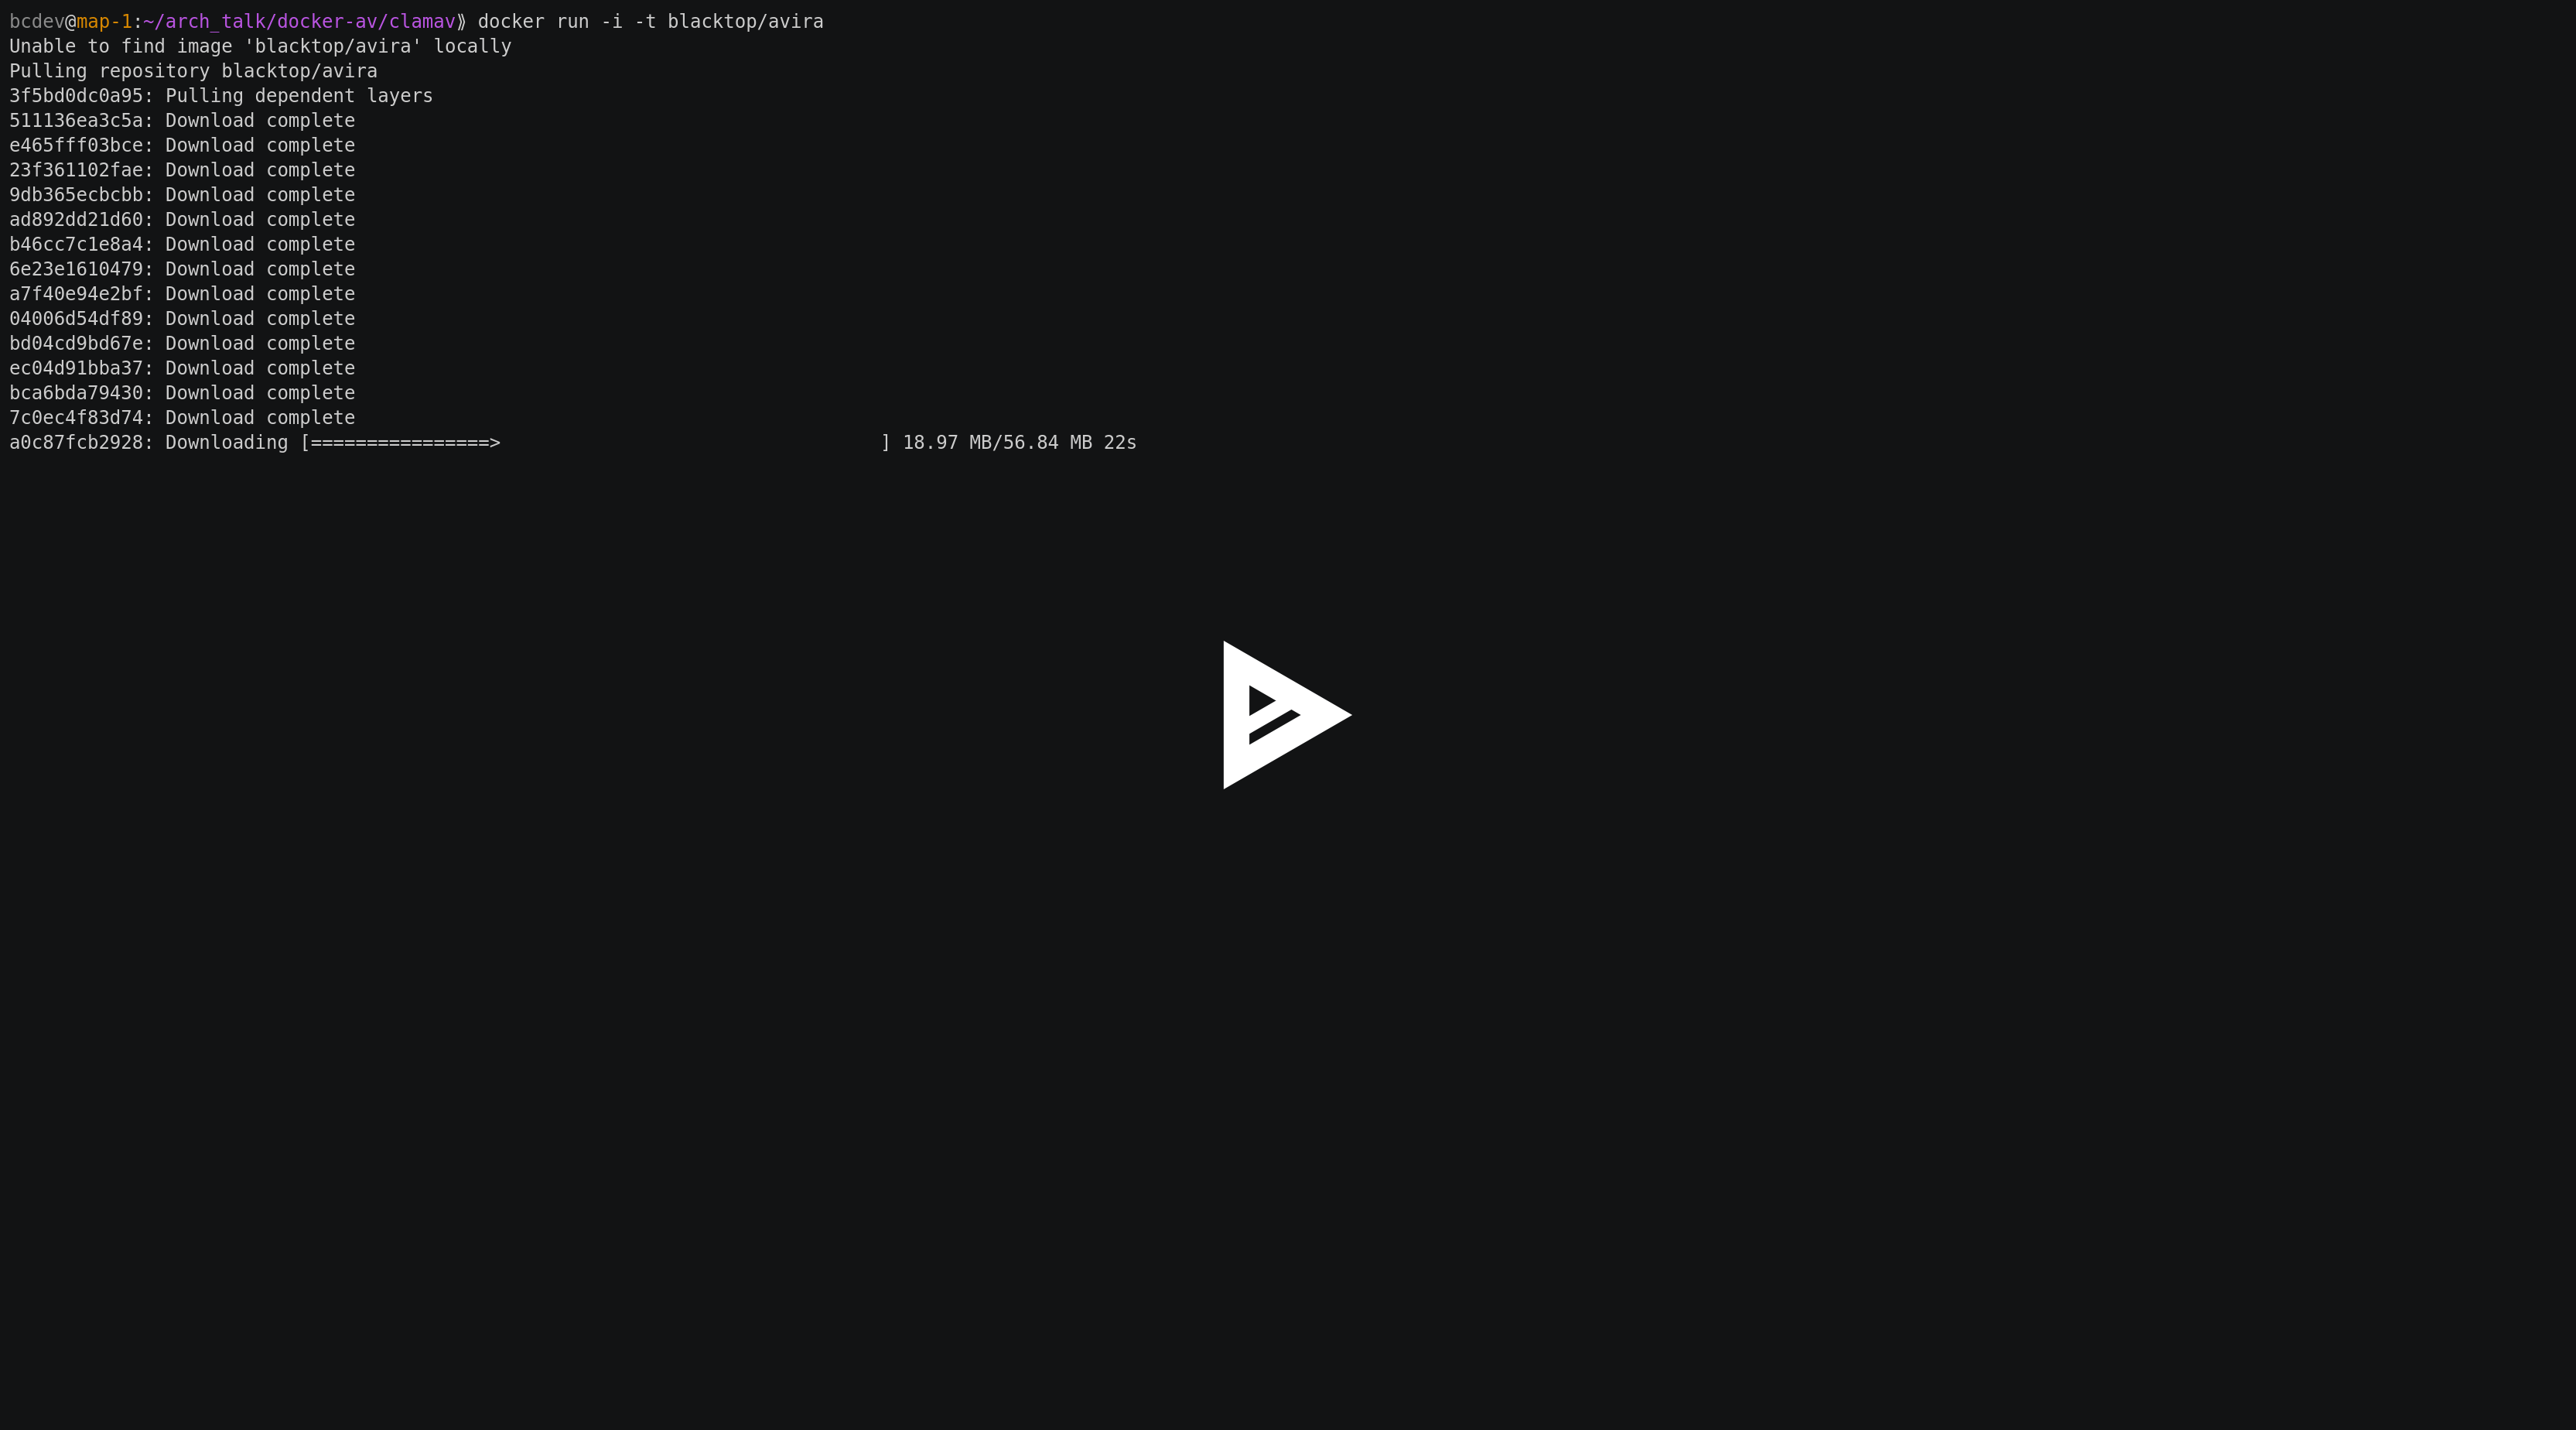 bcdev@map-1:~/arch_talk/docker-av/clamav⟫ docker run -i -t blacktop/avira
Unable to find image 'blacktop/avira' locally
Pulling repository blacktop/avira
3f5bd0dc0a95: Pulling dependent layers
511136ea3c5a: Download complete
e465fff03bce: Download complete
23f361102fae: Download complete
9db365ecbcbb: Download complete
ad892dd21d60: Download complete
b46cc7c1e8a4: Download complete
6e23e1610479: Download complete
a7f40e94e2bf: Download complete
04006d54df89: Download complete
bd04cd9bd67e: Download complete
ec04d91bba37: Download complete
bca6bda79430: Download complete
7c0ec4f83d74: Download complete
a0c87fcb2928: Downloading [================>                                  ] 18.97 MB/56.84 MB 22s